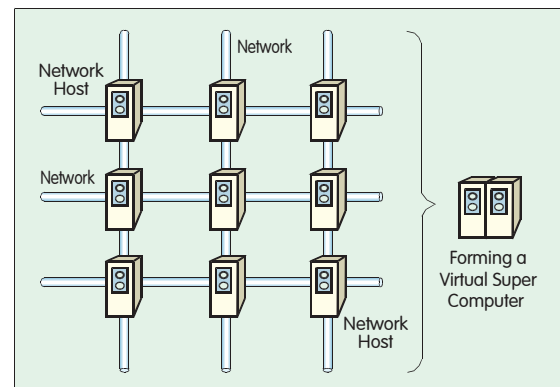 Network
Network
Host
Network
Forming a
Virtual Super
Computer
Network
Host